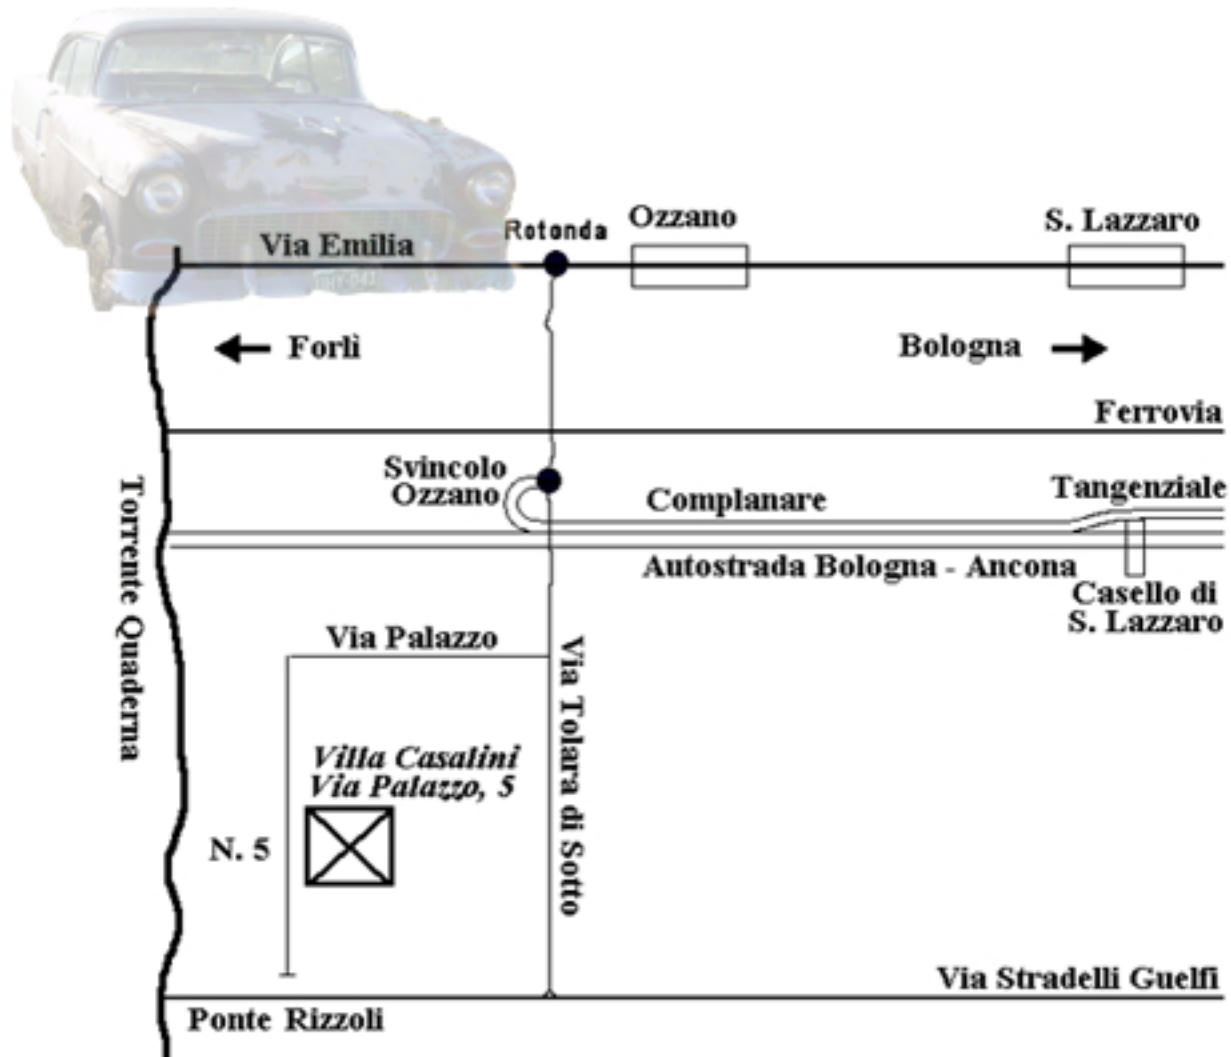 Ozzano
S. Lazzaro
Rotonda
Via Emilia
Forlì
Bologna
Ferrovia
Svincolo
Ozzano
Tangenziale
Complanare
Autostrada Bologna - Ancona
Casello di
S. Lazzaro
Torrente Quaderna
Via Palazzo
Via Tolara di Sotto
Villa Casalini
Via Palazzo, 5
N. 5
Via Stradelli Guelfi
Ponte Rizzoli